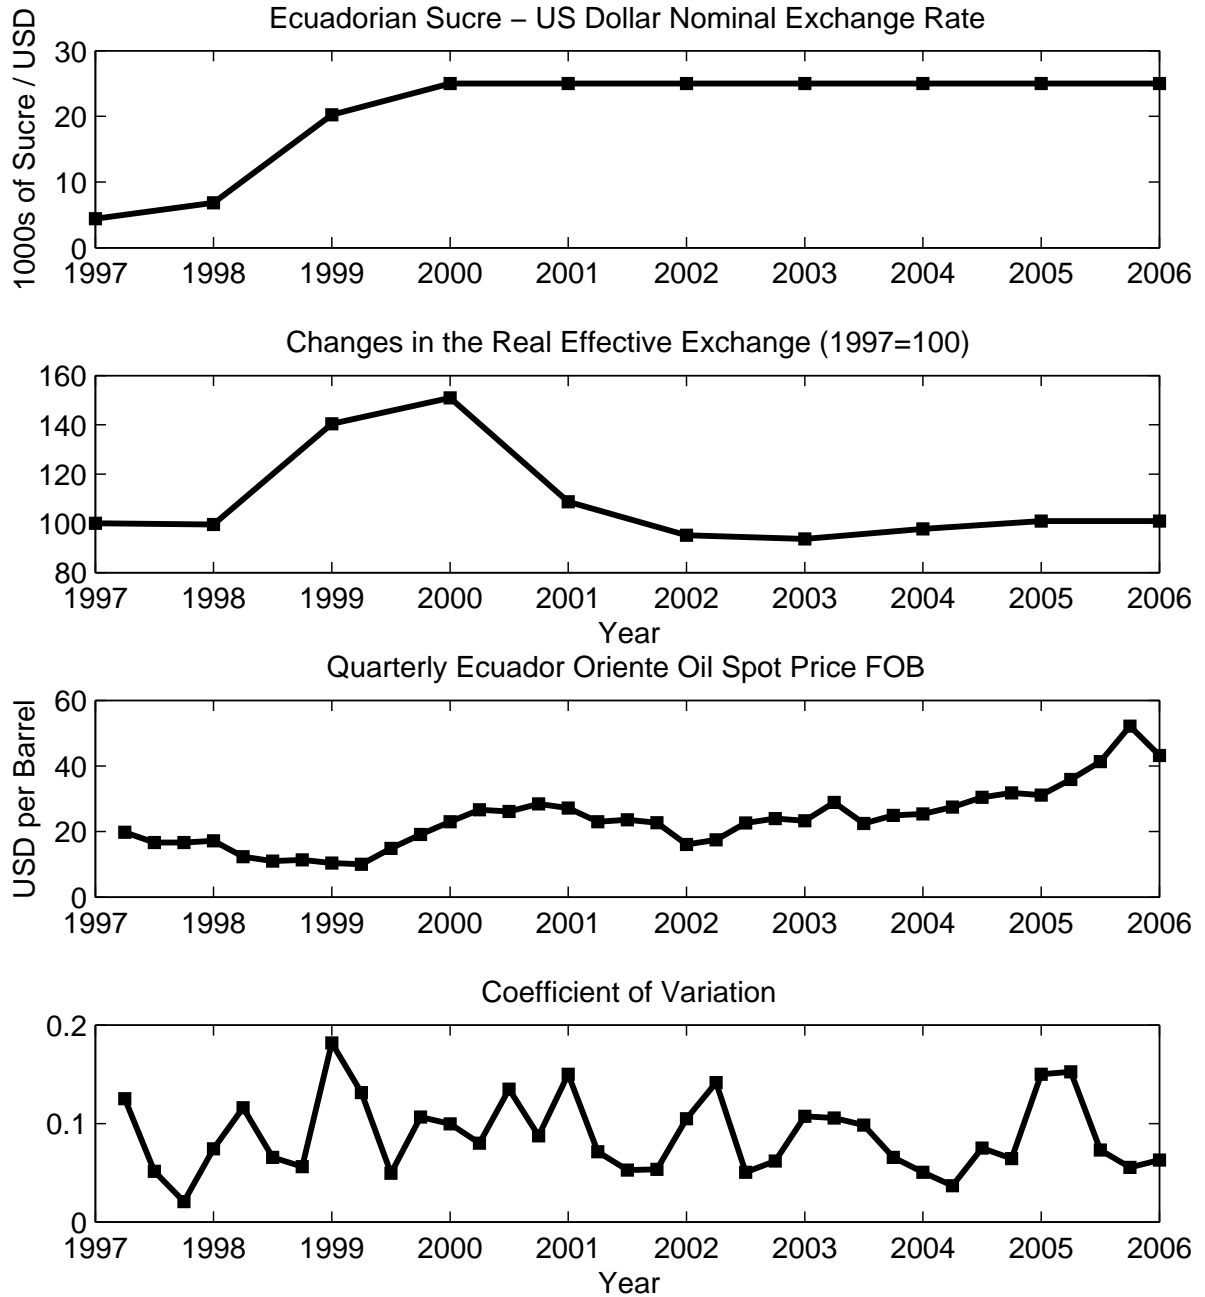 Ecuadorian Sucre − US Dollar Nominal Exchange Rate
1000s of Sucre / USD
30
20
10
0
1997 1998 1999 2000 2001 2002 2003 2004 2005 2006
Changes in the Real Effective Exchange (1997=100)
160
140
120
100
80
1997 1998 1999 2000 2001 2002 2003 2004 2005 2006
Year
Quarterly Ecuador Oriente Oil Spot Price FOB
USD per Barrel
60
40
20
0
1997 1998 1999 2000 2001 2002 2003 2004 2005 2006
Coefficient of Variation
0.2
0.1
0
1997 1998 1999 2000 2001 2002 2003 2004 2005 2006
Year